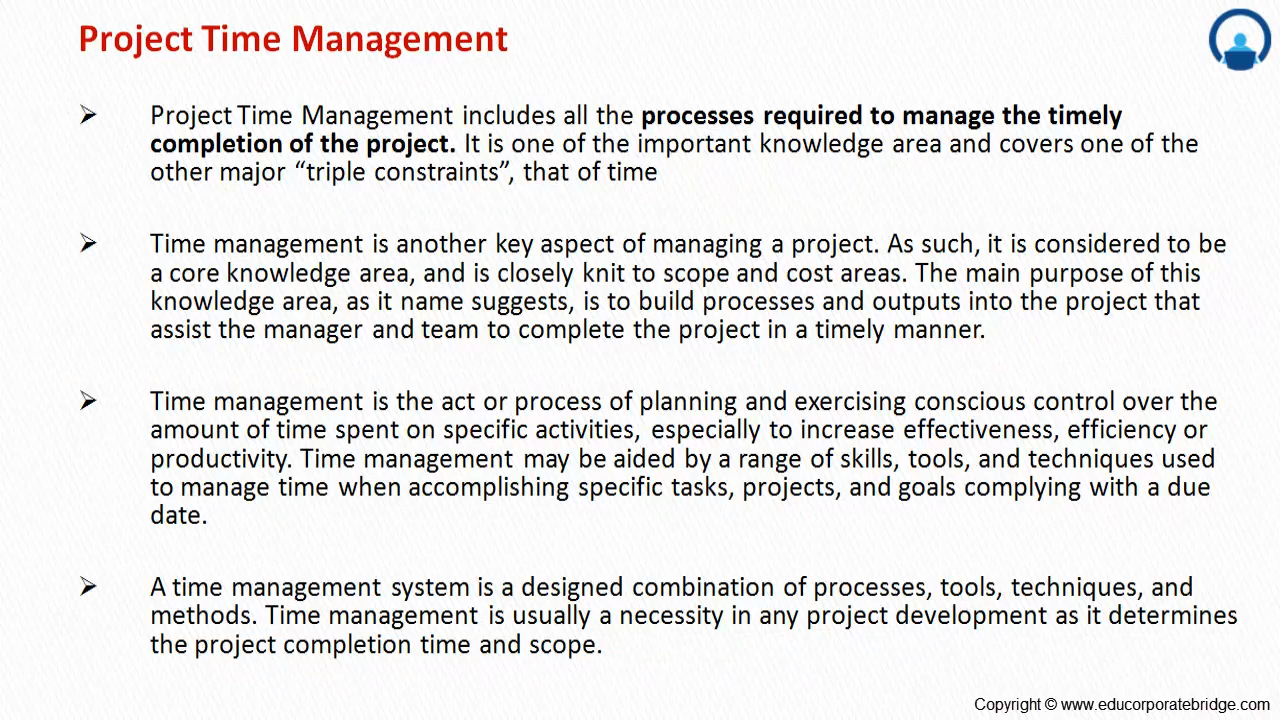 Project Time Management
➢ Project Time Management includes all the processes required to manage the timely
completion of the project. It is one of the important knowledge area and covers one of the
other major “triple constraints”, that of time
➢ Time management is another key aspect of managing a project. As such, it is considered to be
a core knowledge area, and is closely knit to scope and cost areas. The main purpose of this
knowledge area, as it name suggests, is to build processes and outputs into the project that
assist the manager and team to complete the project in a timely manner.
➢ Time management is the act or process of planning and exercising conscious control over the
amount of time spent on specific activities, especially to increase effectiveness, efficiency or
productivity. Time management may be aided by a range of skills, tools, and techniques used
to manage time when accomplishing specific tasks, projects, and goals complying with a due
date.
➢ A time management system is a designed combination of processes, tools, techniques, and
methods. Time management is usually a necessity in any project development as it determines
the project completion time and scope.
Copyright © www.educorporatebridge.com